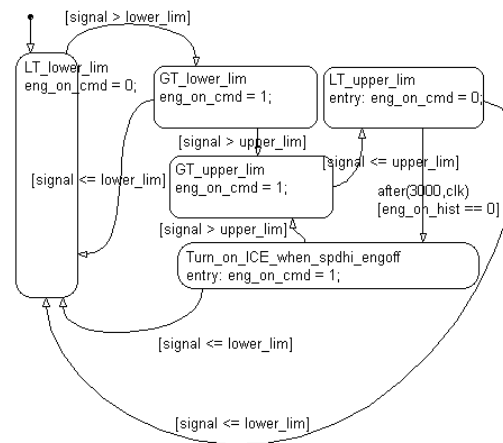 [signal > lower_lim]
LT_lower_lim
eng_on_cmd = 0;
GT_lower_lim
eng_on_cmd = 1;
LT_upper_lim
entry: eng_on_cmd = 0;
[signal > upper_lim]
[signal <= upper_lim]
GT_upper_lim
eng_on_cmd = 1;
[signal <= lower_lim]
after(3000,clk)
[eng_on_hist == 0]
[signal > upper_lim]
Turn_on_ICE_when_spdhi_engoff
entry: eng_on_cmd = 1;
[signal <= lower_lim]
[signal <= lower_lim]